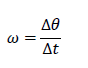 ω = Δθ / Δt